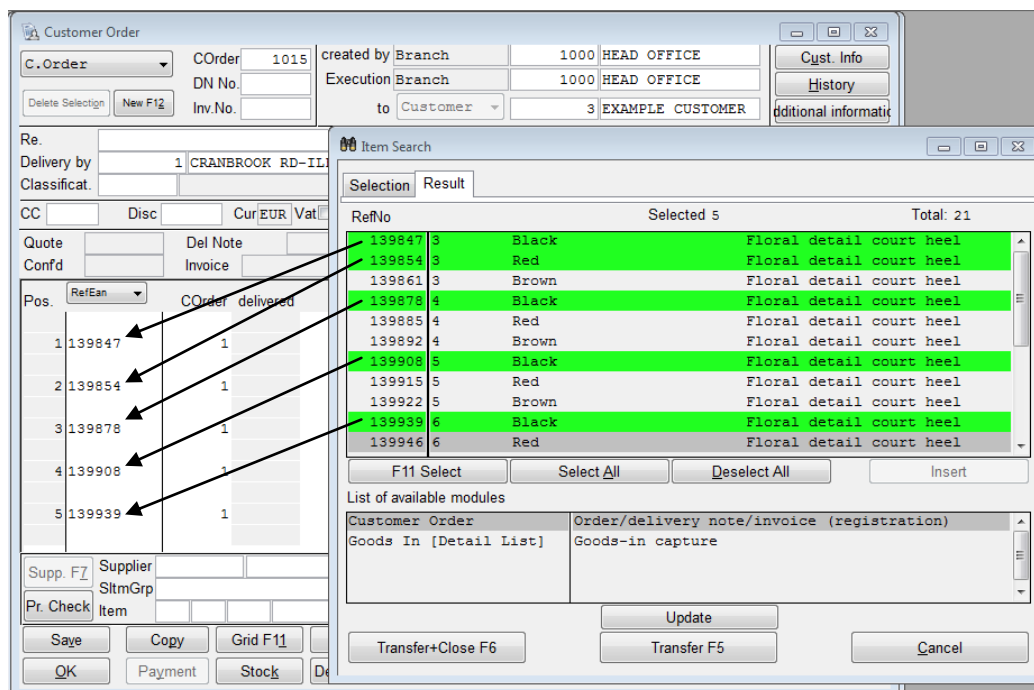 Customer Order
C.Order COrder 1015 created by Branch 1000 HEAD OFFICE Cust. Info
DN No. Execution Branch 1000 HEAD OFFICE History
Delete Selection New F12 Inv.No. to Customer 3 EXAMPLE CUSTOMER dditional informatic
Re.
Delivery by 1 CRANBROOK RD-ILI
Classificat.
CC Disc Cur EUR Vat
Quote Del Note
Conf'd Invoice
Pos. RefEan COrder delivered
1 139847 1
2 139854 1
3 139878 1
4 139908 1
5 139939 1
Supp. F7 Supplier
SltmGrp
Pr. Check Item
Save Copy Grid F11
OK Payment Stock De
Item Search
Selection Result
RefNo Selected 5 Total: 21
139847 3 Black Floral detail court heel
139854 3 Red Floral detail court heel
139861 3 Brown Floral detail court heel
139878 4 Black Floral detail court heel
139885 4 Red Floral detail court heel
139892 4 Brown Floral detail court heel
139908 5 Black Floral detail court heel
139915 5 Red Floral detail court heel
139922 5 Brown Floral detail court heel
139939 6 Black Floral detail court heel
139946 6 Red Floral detail court heel
F11 Select Select All Deselect All Insert
List of available modules
Customer Order Order/delivery note/invoice (registration)
Goods In [Detail List] Goods-in capture
Update
Transfer+Close F6 Transfer F5 Cancel